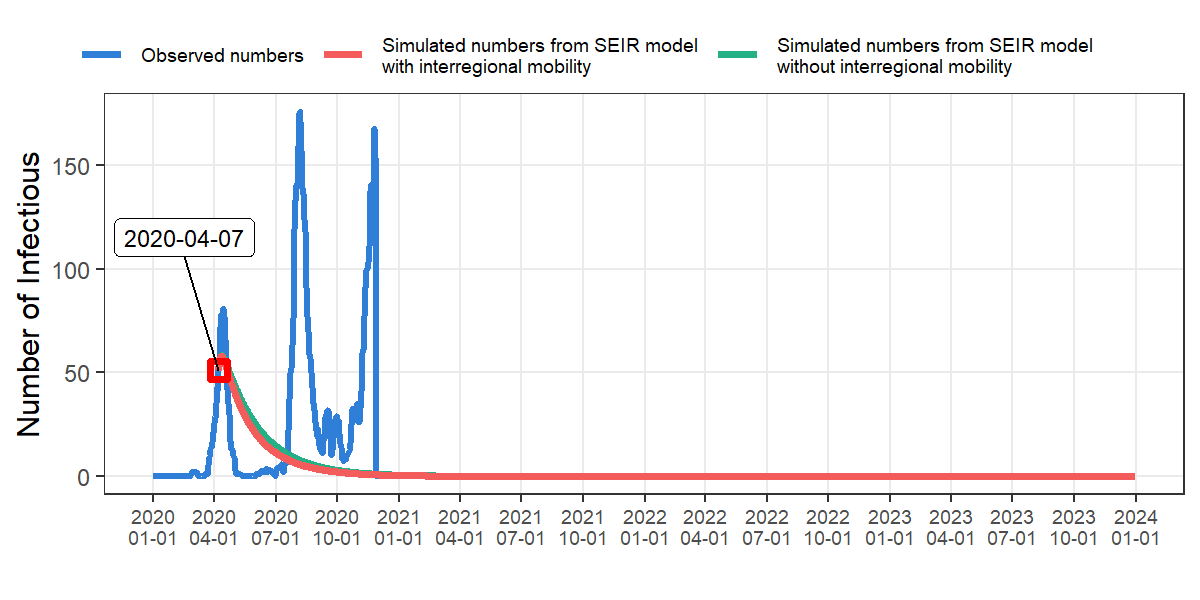 Observed numbers
Simulated numbers from SEIR model
with interregional mobility
Simulated numbers from SEIR model
without interregional mobility
Number of Infectious
150
100
50
0
2020-04-07
2020 2020 2020 2020 2021 2021 2021 2021 2022 2022 2022 2022 2023 2023 2023 2023 2024
01-01 04-01 07-01 10-01 01-01 04-01 07-01 10-01 01-01 04-01 07-01 10-01 01-01 04-01 07-01 10-01 01-01